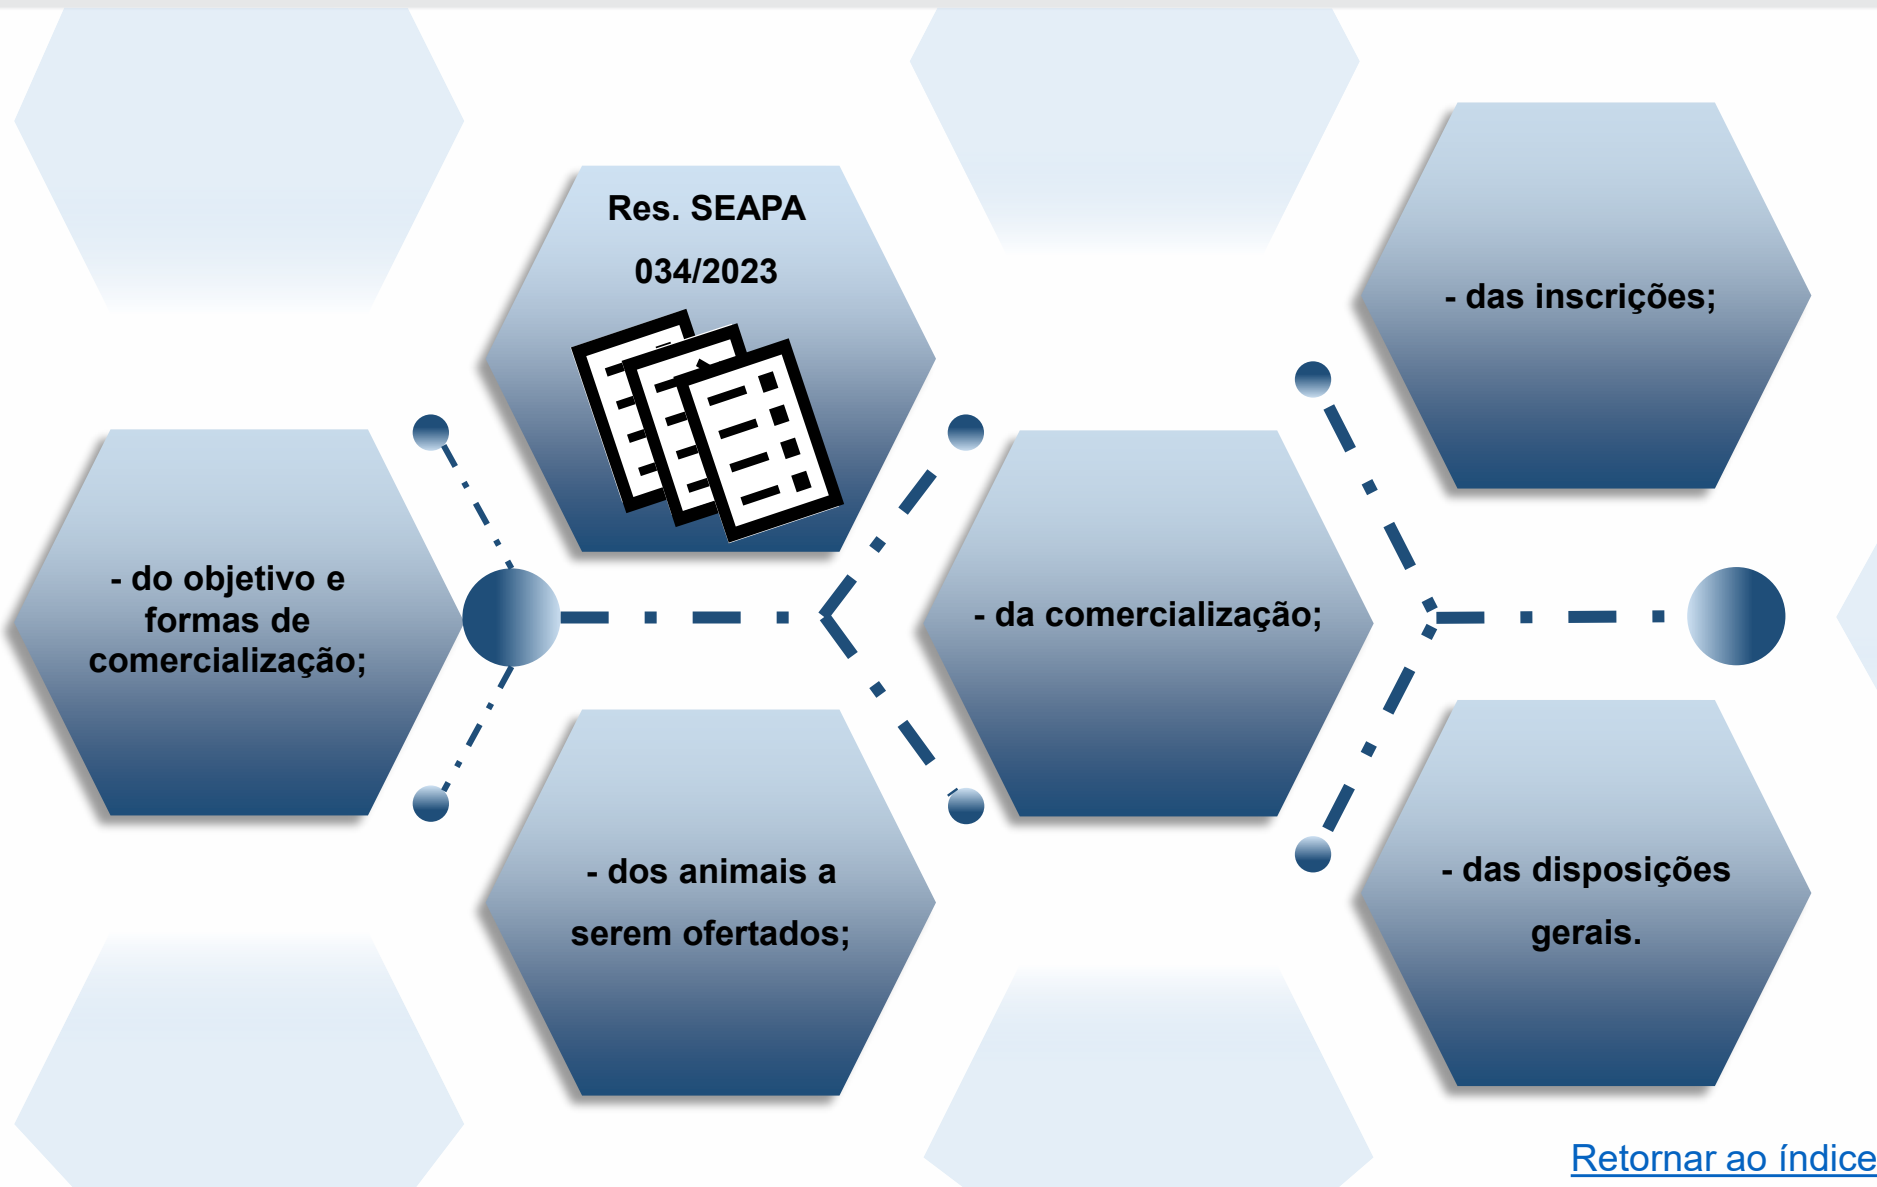 Res. SEAPA
034/2023
- do objetivo e
formas de
comercialização;
- dos animais a
serem ofertados;
- da comercialização;
- das inscrições;
- das disposições
gerais.
Retornar ao índice